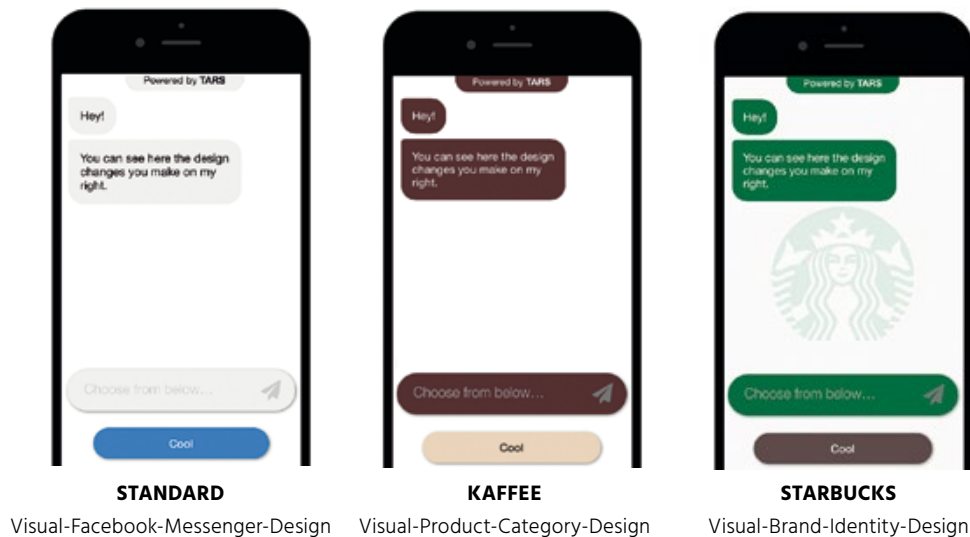 Powered by TARS
Hey!
You can see here the design
changes you make on my
right.
Choose from below...
Cool
STANDARD
Visual-Facebook-Messenger-Design
Powered by TARS
Hey!
You can see here the design
changes you make on my
right.
Choose from below...
Cool
KAFFEE
Visual-Product-Category-Design
Powered by TARS
Hey!
You can see here the design
changes you make on my
right.
Choose from below...
Cool
STARBUCKS
Visual-Brand-Identity-Design